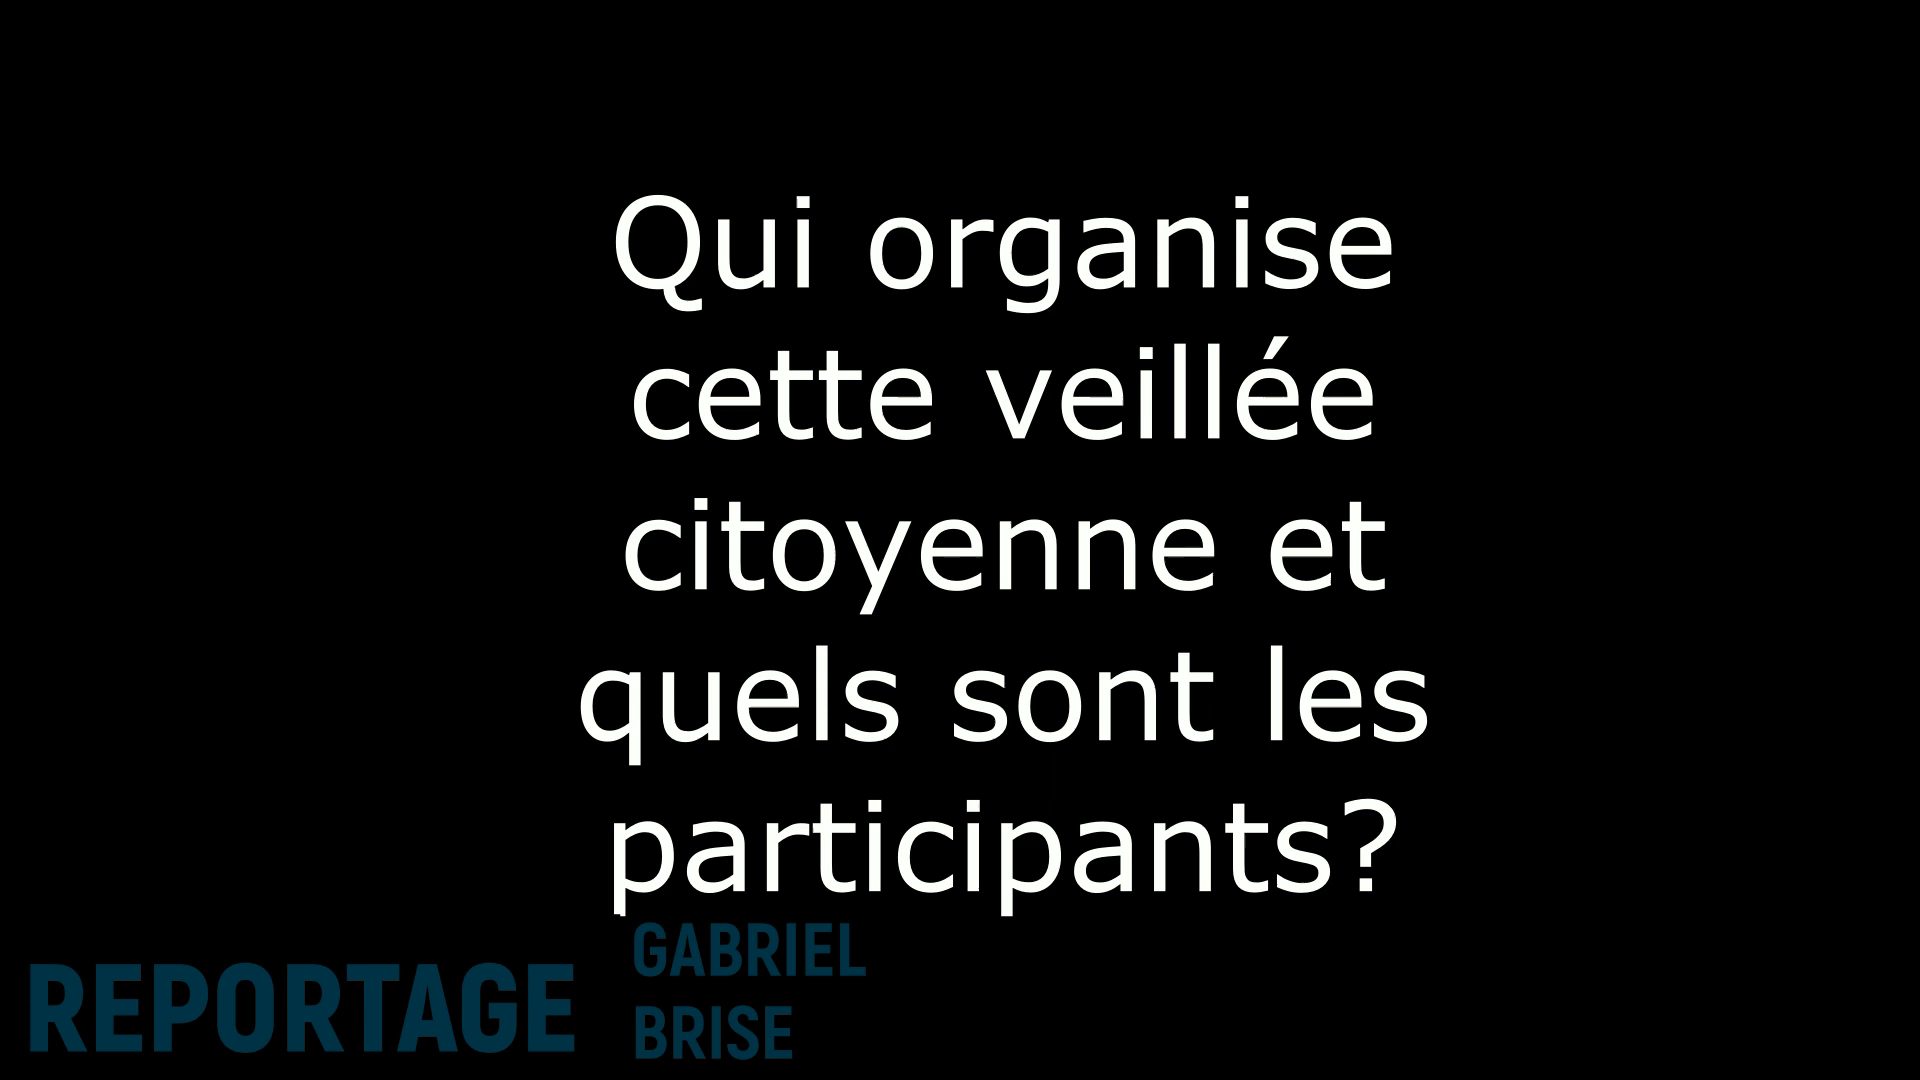 Qui organise
cette veillée
citoyenne et
quels sont les
participants?
REPORTAGE
GABRIEL
BRISE